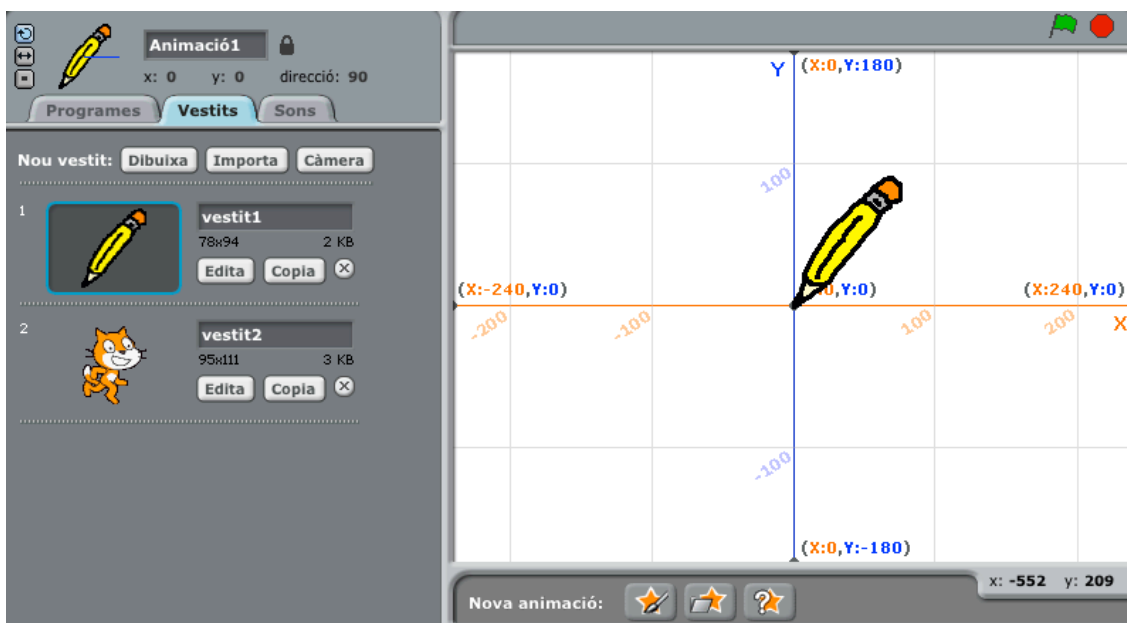 Animació1
x: 0 y: 0 direcció: 90
Programes Vestits Sons
Nou vestit: Dibuixa Importa Càmera
1
vestit1
78x94 2 KB
Edita Copia
2
vestit2
95x111 3 KB
Edita Copia
Y (X:0,Y:180)
100
(X:-240,Y:0) 0,Y:0) (X:240,Y:0)
-200 -100 100 200 X
-100
(X:0,Y:-180)
x: -552 y: 209
Nova animació: